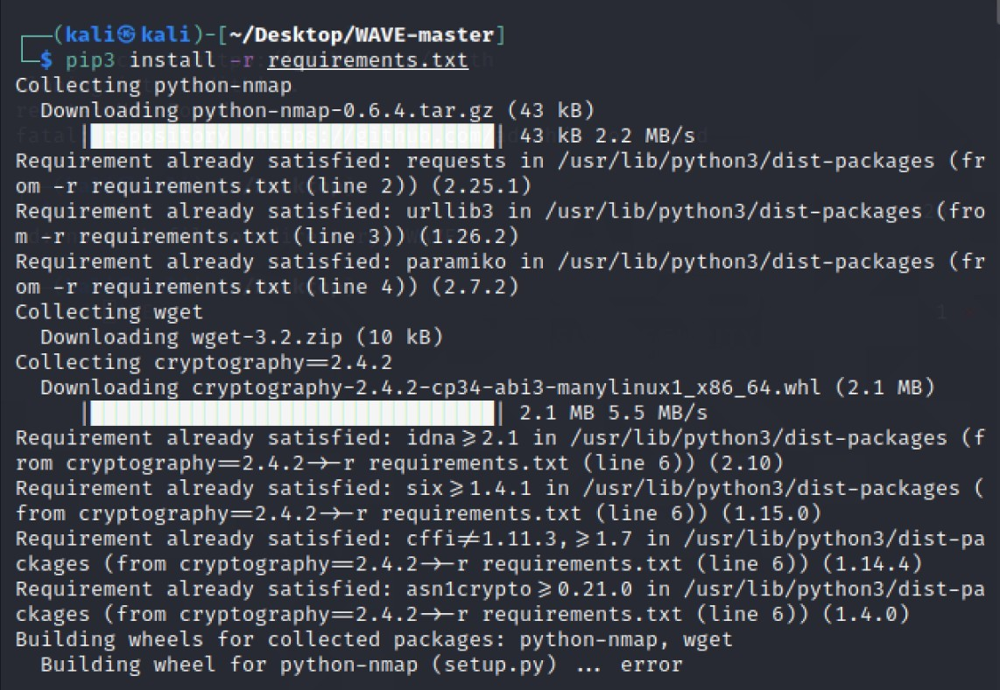 ┌──(kali㉿kali)-[~/Desktop/WAVE-master]
└─$ pip3 install -r requirements.txt
Collecting python-nmap
  Downloading python-nmap-0.6.4.tar.gz (43 kB)
     |████████████████████████████████| 43 kB 2.2 MB/s
Requirement already satisfied: requests in /usr/lib/python3/dist-packages (fr
om -r requirements.txt (line 2)) (2.25.1)
Requirement already satisfied: urllib3 in /usr/lib/python3/dist-packages (fro
m -r requirements.txt (line 3)) (1.26.2)
Requirement already satisfied: paramiko in /usr/lib/python3/dist-packages (fr
om -r requirements.txt (line 4)) (2.7.2)
Collecting wget
  Downloading wget-3.2.zip (10 kB)
Collecting cryptography==2.4.2
  Downloading cryptography-2.4.2-cp34-abi3-manylinux1_x86_64.whl (2.1 MB)
     |████████████████████████████████| 2.1 MB 5.5 MB/s
Requirement already satisfied: idna>=2.1 in /usr/lib/python3/dist-packages (f
rom cryptography==2.4.2->-r requirements.txt (line 6)) (2.10)
Requirement already satisfied: six>=1.4.1 in /usr/lib/python3/dist-packages (
from cryptography==2.4.2->-r requirements.txt (line 6)) (1.15.0)
Requirement already satisfied: cffi!=1.11.3,>=1.7 in /usr/lib/python3/dist-pa
ckages (from cryptography==2.4.2->-r requirements.txt (line 6)) (1.14.4)
Requirement already satisfied: asn1crypto>=0.21.0 in /usr/lib/python3/dist-pa
ckages (from cryptography==2.4.2->-r requirements.txt (line 6)) (1.4.0)
Building wheels for collected packages: python-nmap, wget
  Building wheel for python-nmap (setup.py) ... error